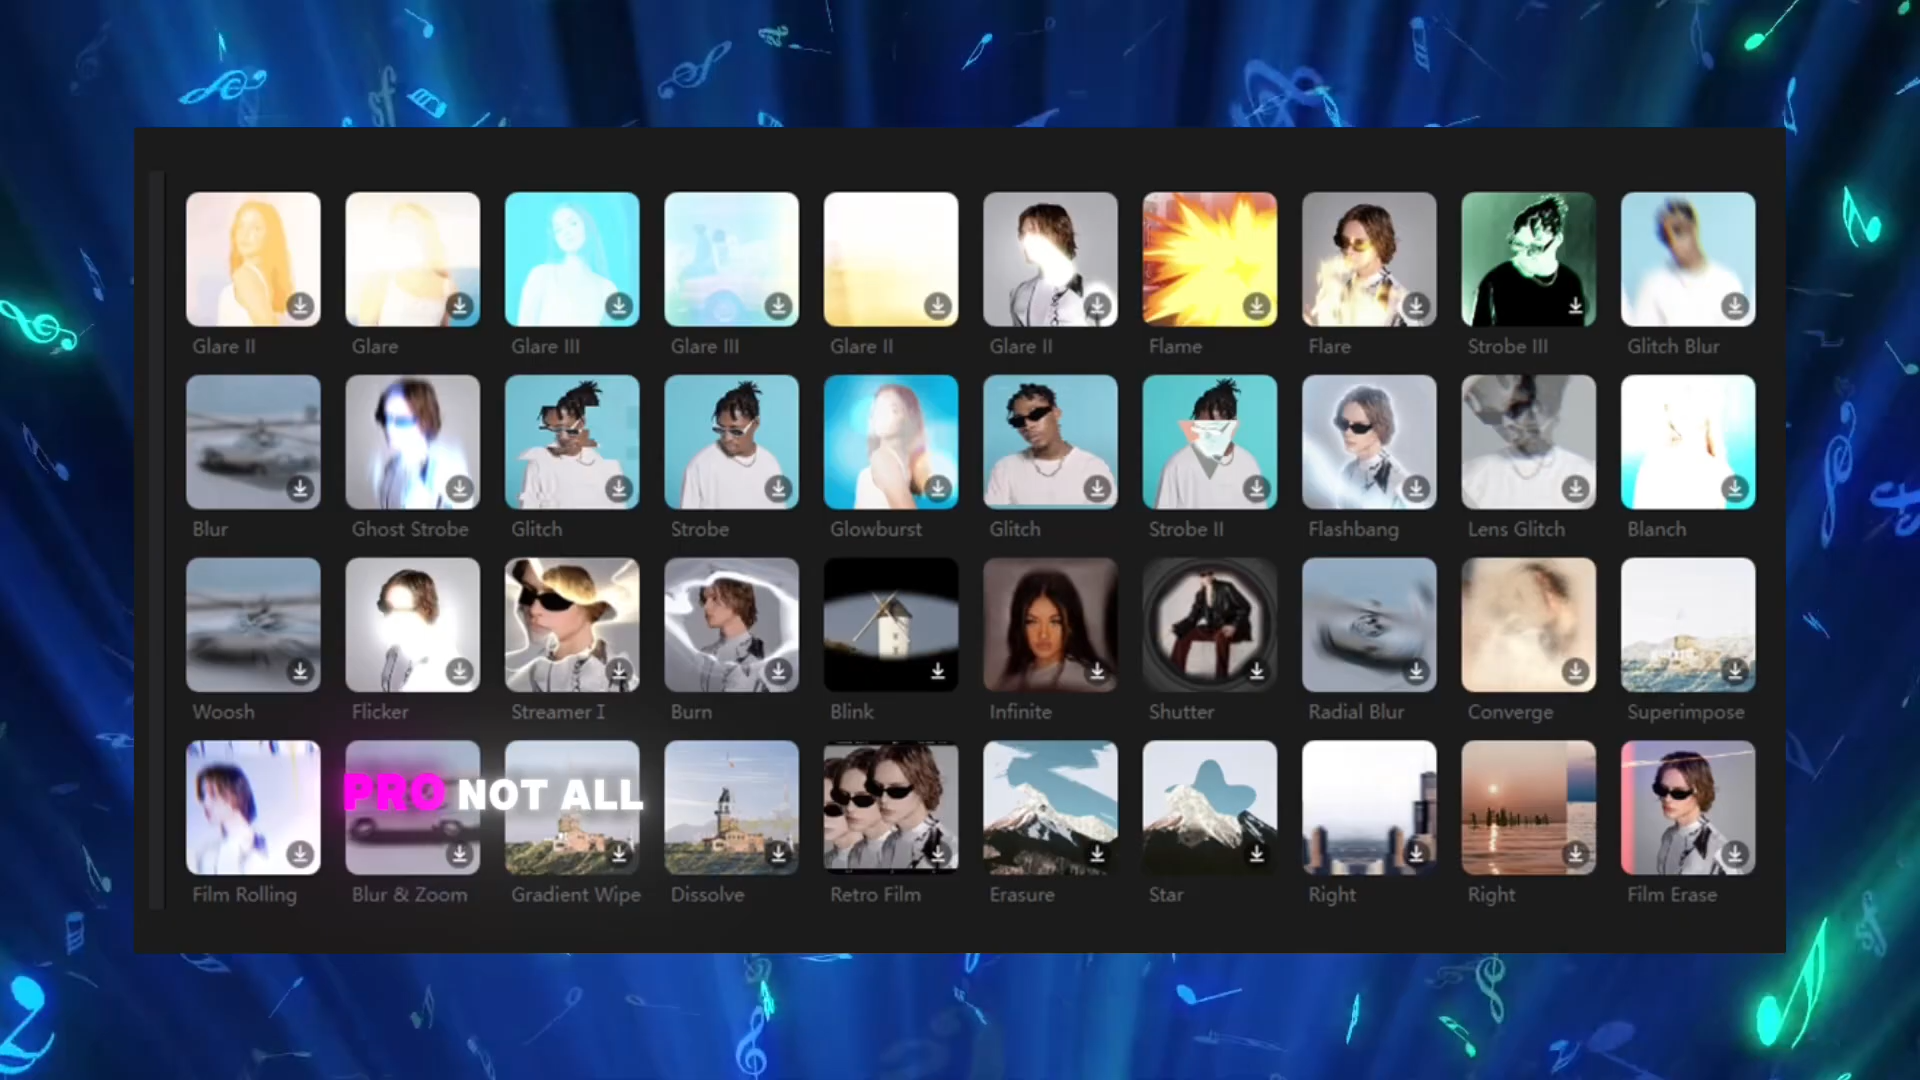 Glare II Glare Glare III Glare III Glare II Glare II Flame Flare Strobe III Glitch Blur
Blur Ghost Strobe Glitch Strobe Glowburst Glitch Strobe II Flashbang Lens Glitch Blanch
Woosh Flicker Streamer I Burn Blink Infinite Shutter Radial Blur Converge Superimpose
PRO NOT ALL
Film Rolling Blur & Zoom Gradient Wipe Dissolve Retro Film Erasure Star Right Right Film Erase